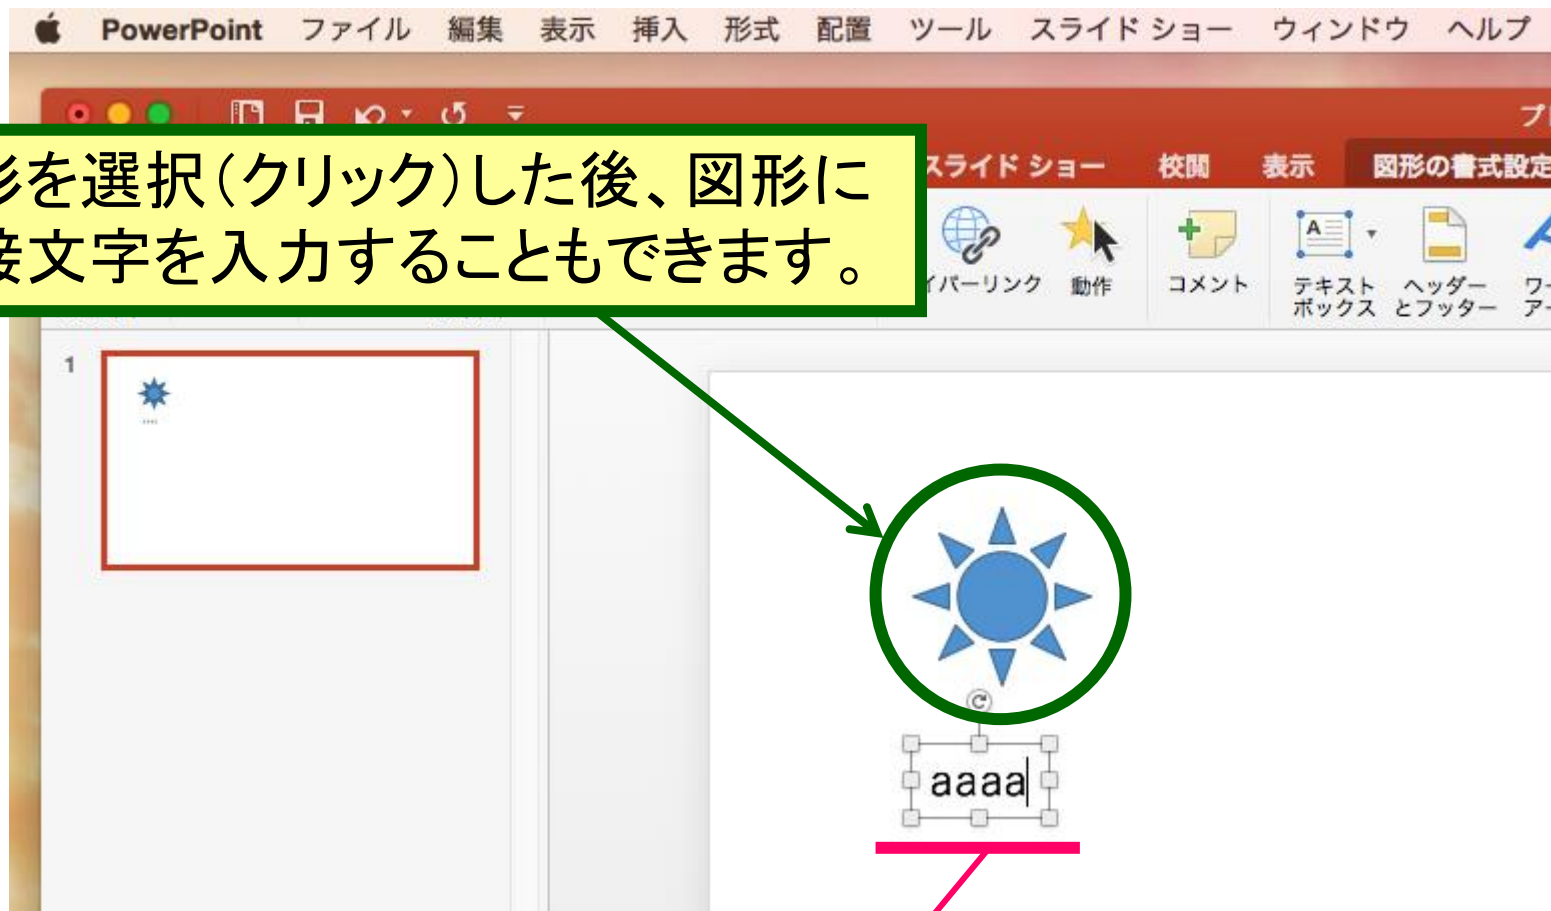 PowerPoint ファイル 編集 表示 挿入 形式 配置 ツール スライド ショー ウィンドウ ヘルプ
形を選択(クリック)した後、図形に
接文字を入力することもできます。
スライド ショー 校閲 表示 図形の書式設定
イパーリンク 動作 コメント
テキスト
ボックス
ヘッダー
とフッター
ワー
アー
1
aaaa